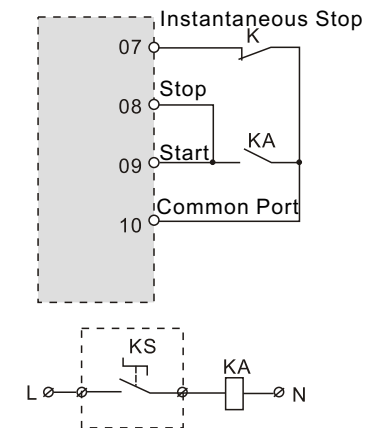 Instantaneous Stop
07
K
08
Stop
09
Start
KA
10
Common Port
KS
L
KA
N